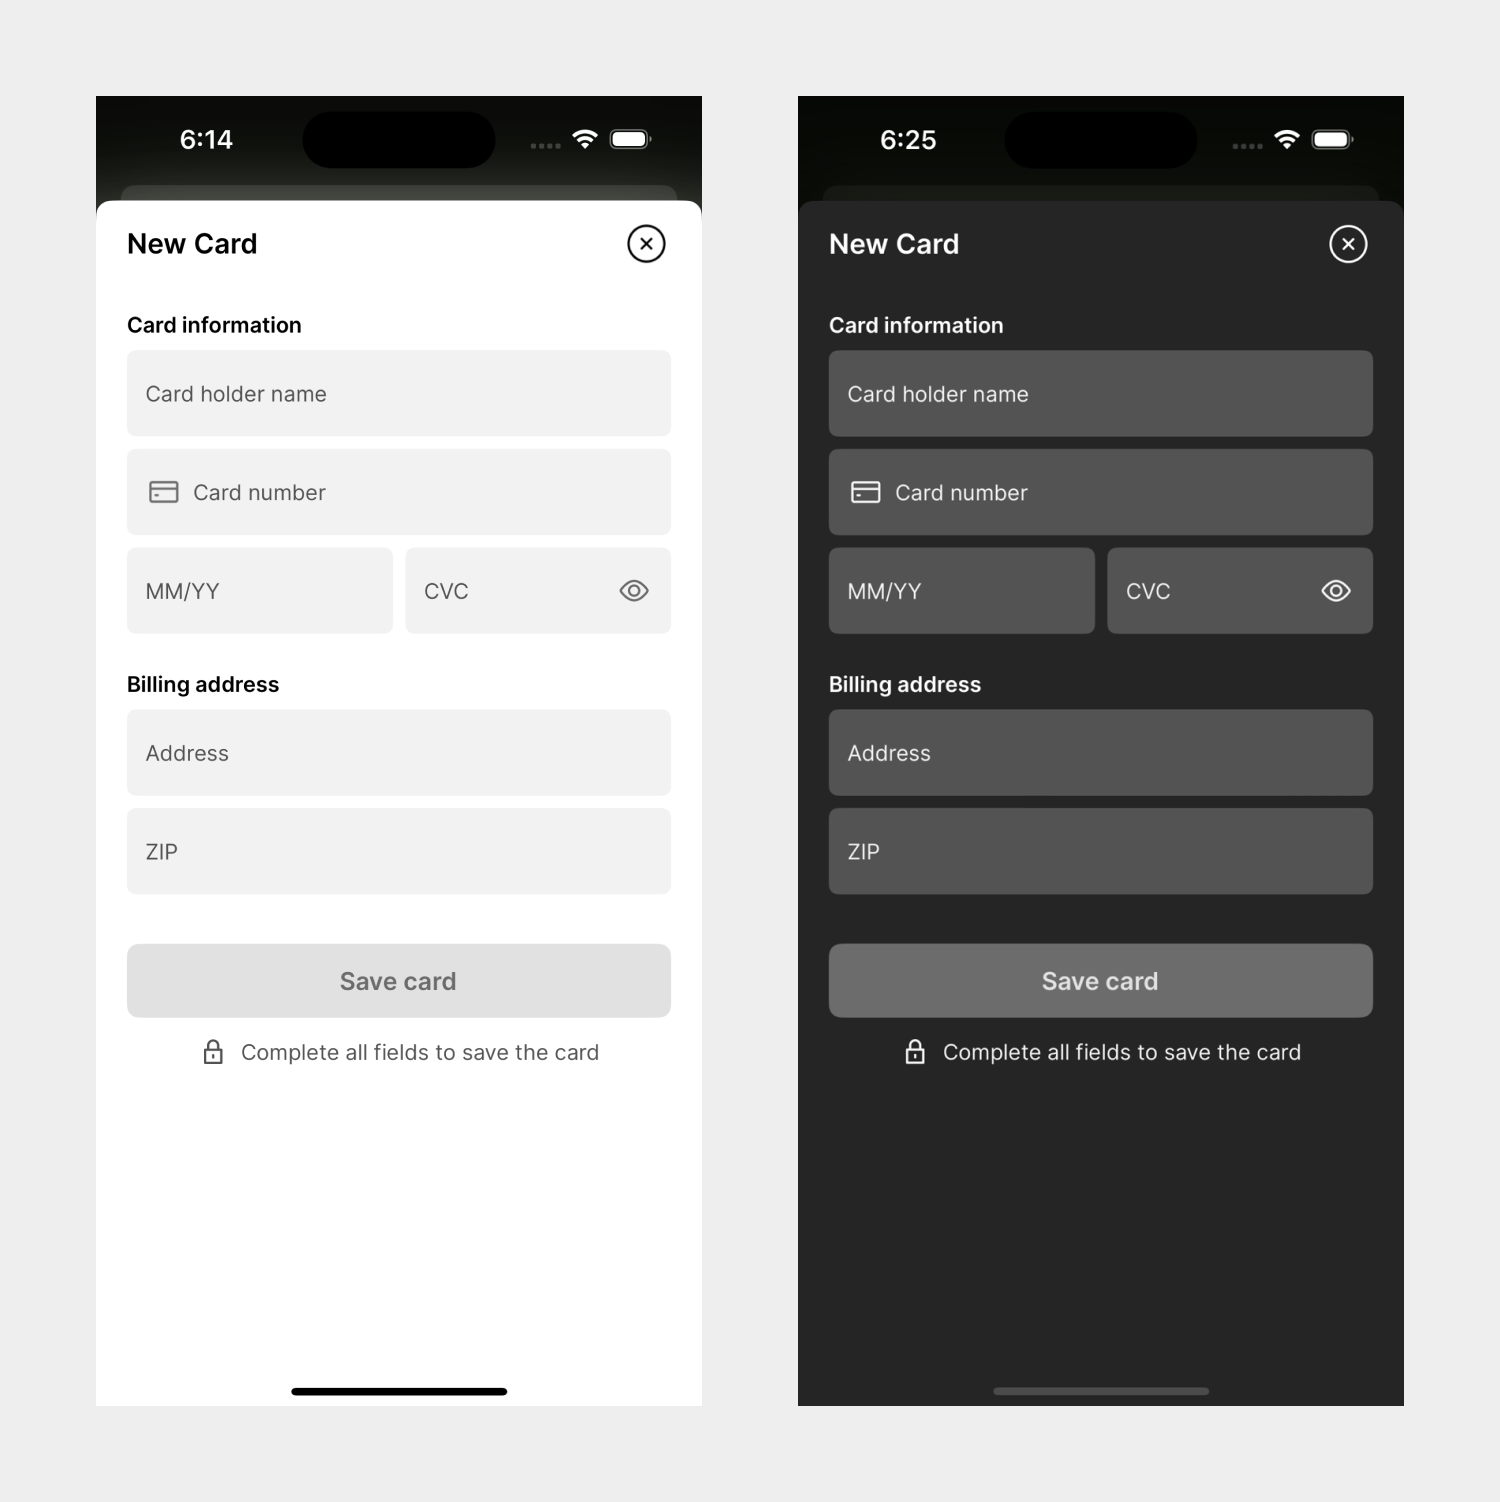 6:14
New Card
Card information
Card holder name
Card number
MM/YY
CVC
Billing address
Address
ZIP
Save card
Complete all fields to save the card
6:25
New Card
Card information
Card holder name
Card number
MM/YY
CVC
Billing address
Address
ZIP
Save card
Complete all fields to save the card